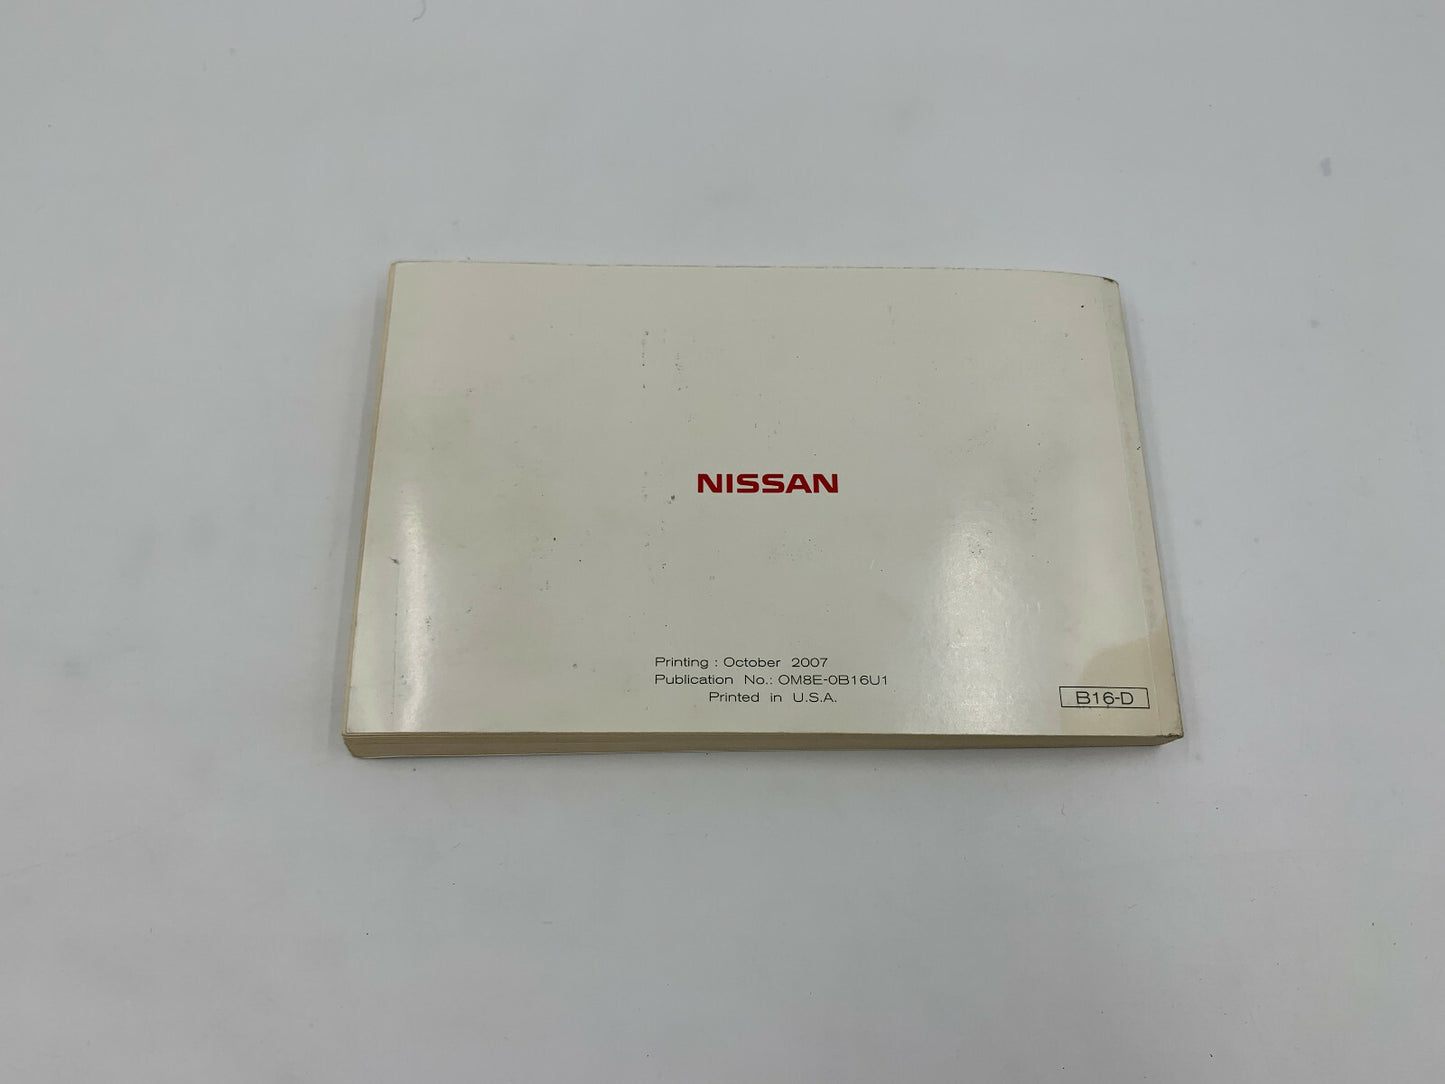 NISSAN
Printing : October 2007
Publication No.: OM8E-0B16U1
Printed in U.S.A.
B16-D